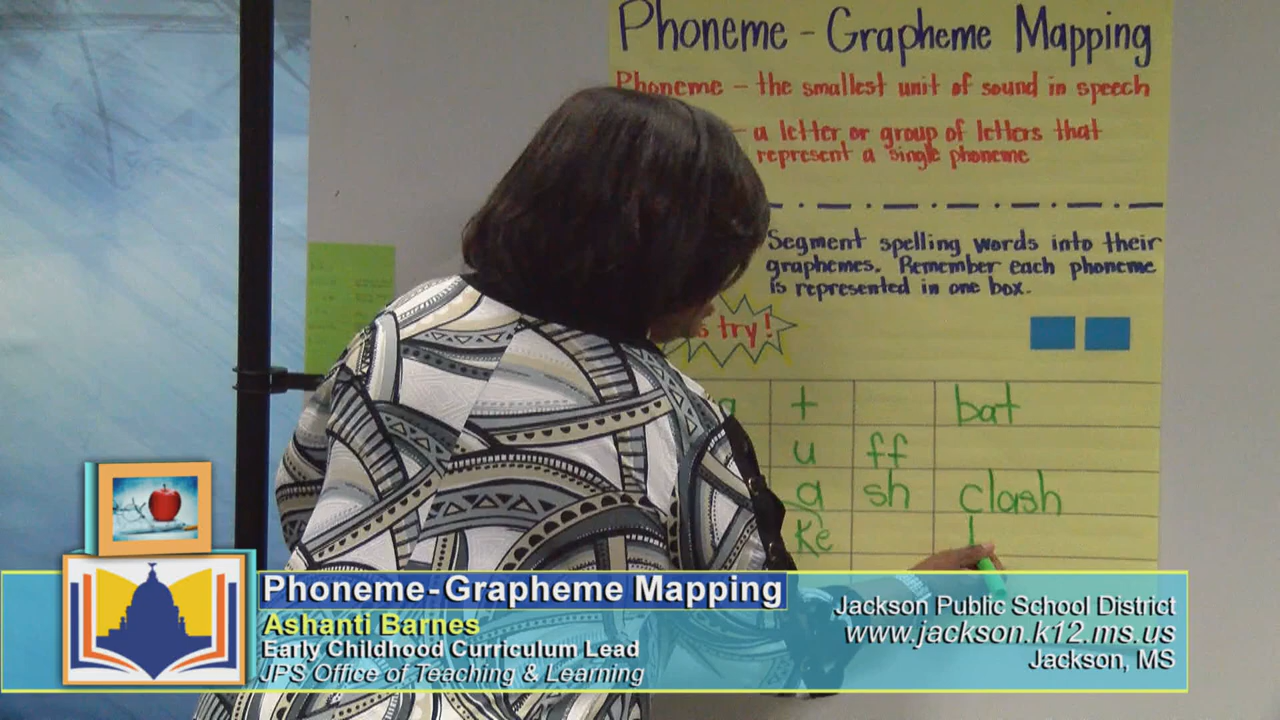 Phoneme - Grapheme Mapping
Phoneme - the smallest unit of sound in speech
- a letter or group of letters that
represent a single phoneme
Segment spelling words into their
graphemes. Remember each phoneme
is represented in one box.
try!
a t bat
u ff
a sh clash
ke l
Phoneme-Grapheme Mapping
Ashanti Barnes
Early Childhood Curriculum Lead
JPS Office of Teaching & Learning
Jackson Public School District
www.jackson.k12.ms.us
Jackson, MS